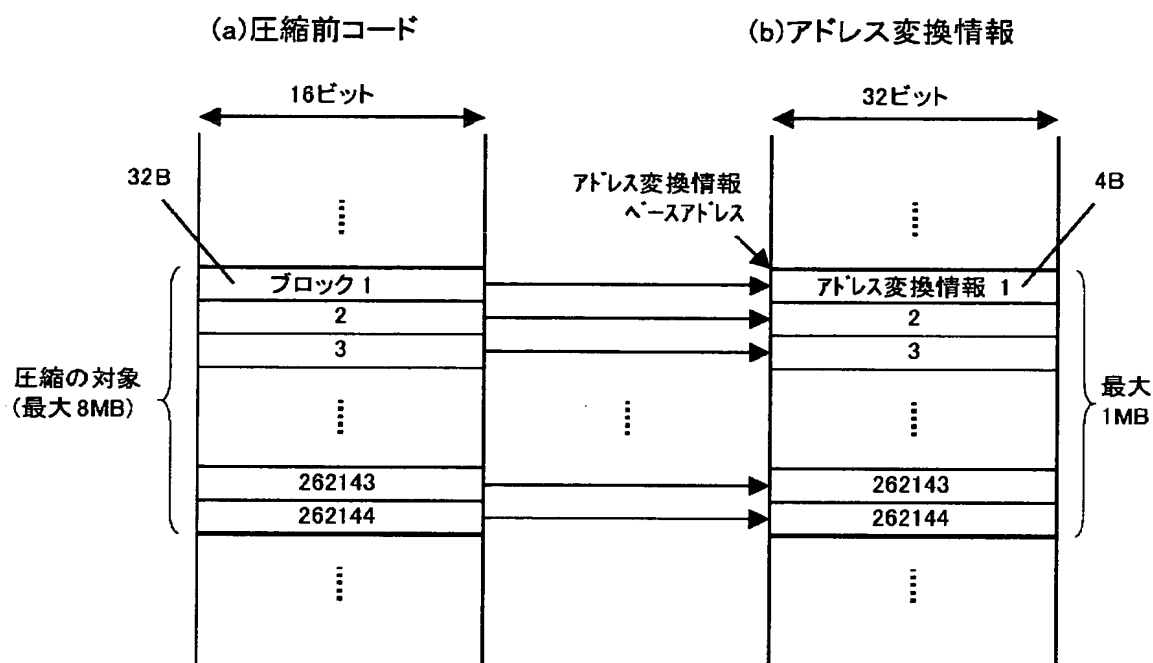 (a)圧縮前コード
(b)アドレス変換情報
16ビット
32ビット
32B
アドレス変換情報
ベースアドレス
4B
ブロック 1
アドレス変換情報 1
2
2
3
3
圧縮の対象
(最大 8MB)
最大
1MB
262143
262143
262144
262144